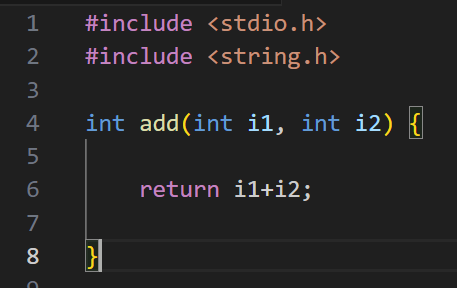 1 #include <stdio.h>
2 #include <string.h>
3
4 int add(int i1, int i2) {
5
6     return i1+i2;
7
8 }
9